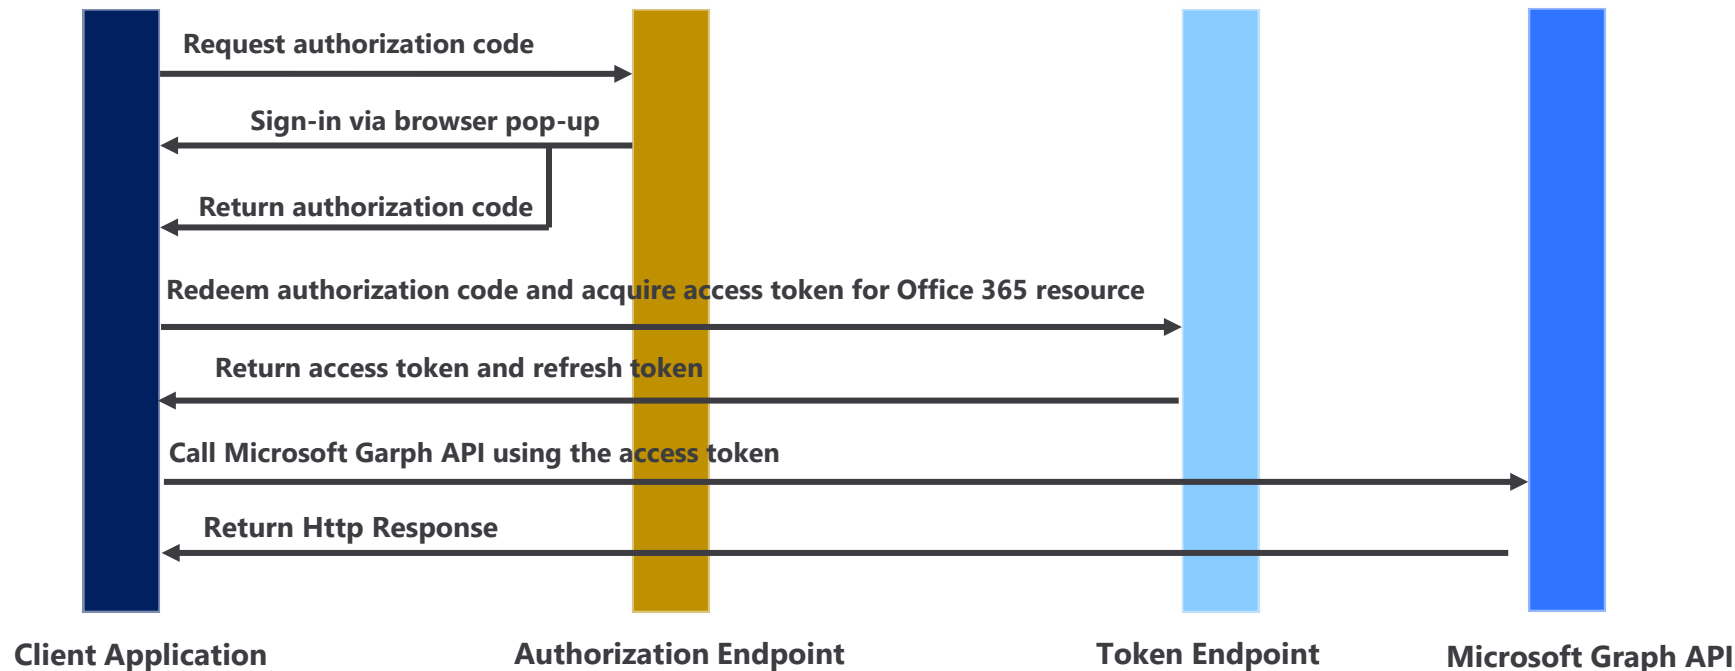 Request authorization code
Sign-in via browser pop-up
Return authorization code
Redeem authorization code and acquire access token for Office 365 resource
Return access token and refresh token
Call Microsoft Garph API using the access token
Return Http Response
Client Application
Authorization Endpoint
Token Endpoint
Microsoft Graph API